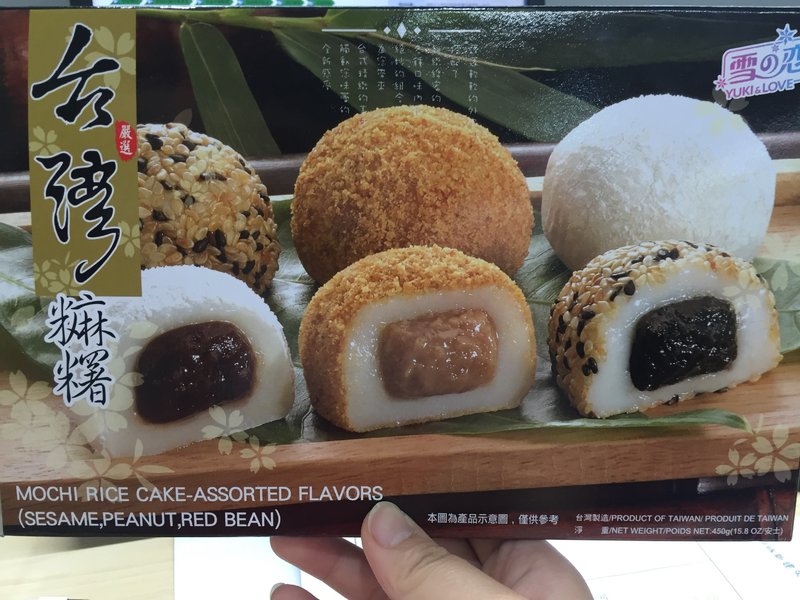 台灣
嚴選
麻糬
雪の恋
YUKI&LOVE
MOCHI RICE CAKE-ASSORTED FLAVORS
(SESAME,PEANUT,RED BEAN)
本圖為產品示意圖，僅供參考
台灣製造/PRODUCT OF TAIWAN/ PRODUIT DE TAIWAN
淨 重/NET WEIGHT/POIDS NET:450g(15.8 OZ/安士)